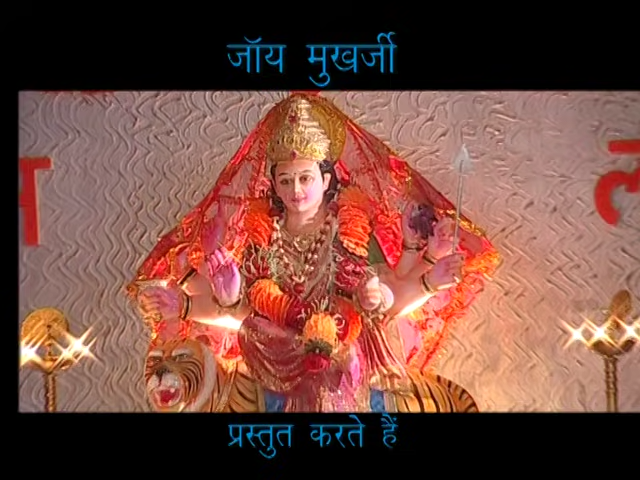 जॉय मुखर्जी
प्रस्तुत करते हैं